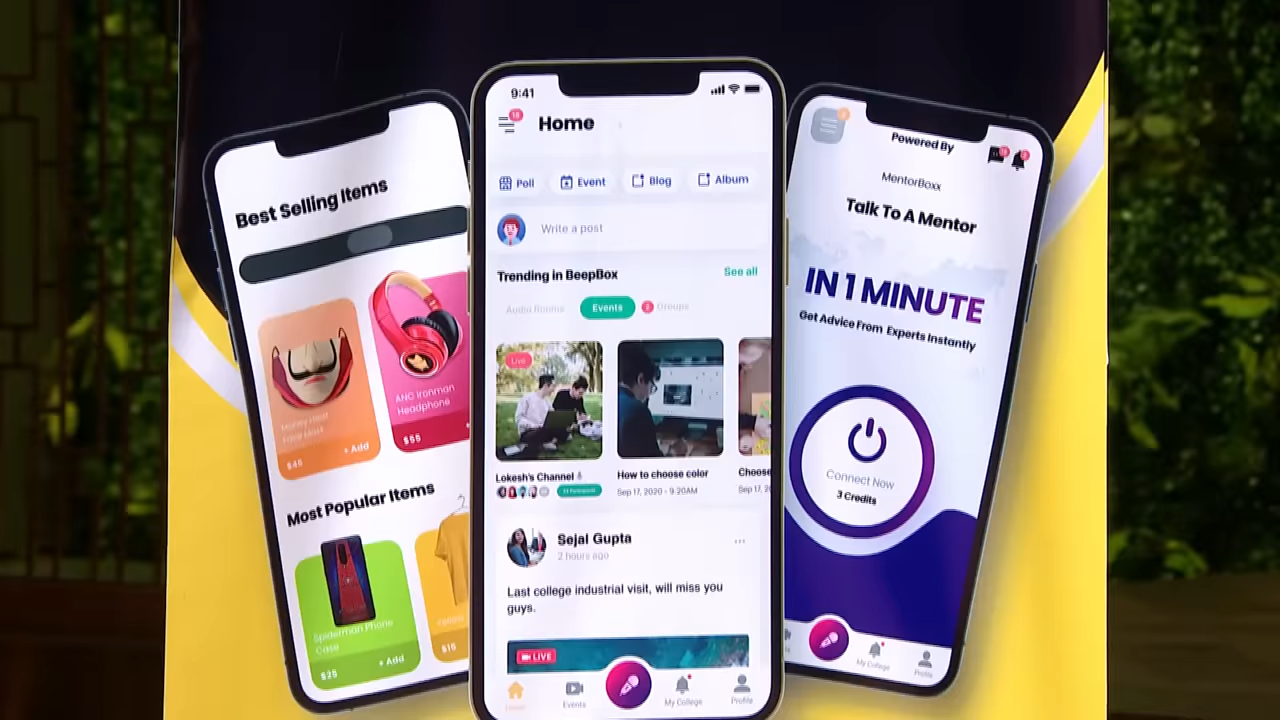 Best Selling Items
Money Heist
Face Mask
$45
+ Add
ANC Ironman
Headphone
$55
Most Popular Items
Spiderman Phone
Case
$25
+ Add
$15
9:41
18
Home
Poll
Event
Blog
Album
Write a post
Trending in BeepBox
See all
Audio Rooms
Events
Groups
Live
Lokesh's Channel
How to choose color
Sep 17, 2020 - 9:20AM
Choose
Sep 17, 20
Sejal Gupta
2 hours ago
...
Last college industrial visit, will miss you
guys.
LIVE
Home
Events
My College
Profile
Powered By
MentorBoxx
Talk To A Mentor
IN 1 MINUTE
Get Advice From Experts Instantly
Connect Now
3 Credits
My College
Profile